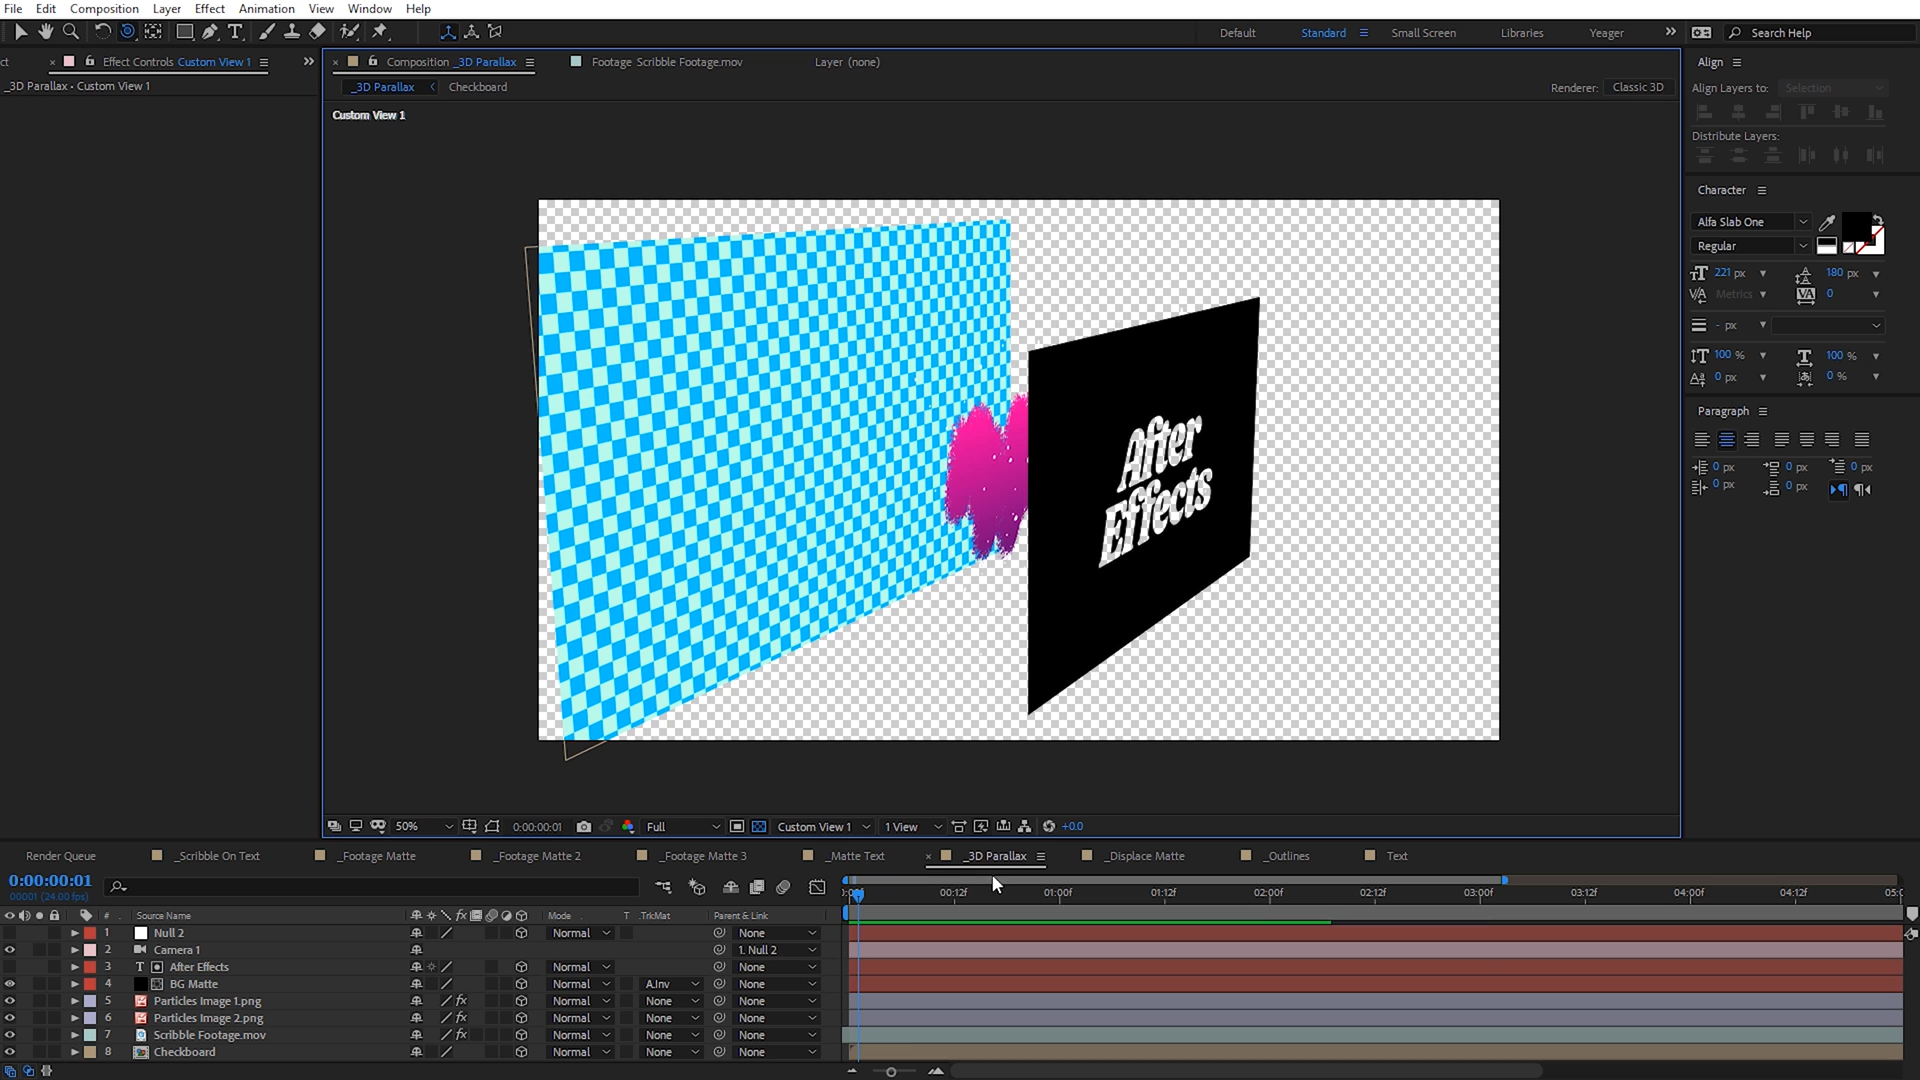 File Edit Composition Layer Effect Animation View Window Help
Default Standard Small Screen Libraries Yeager Search Help
ct Effect Controls Custom View 1
_3D Parallax • Custom View 1
Composition _3D Parallax Footage Scribble Footage.mov Layer (none)
_3D Parallax Checkboard Renderer: Classic 3D
Custom View 1
After
Effects
50% 0:00:00:01 Full Custom View 1 1 View +0.0
Align
Align Layers to: Selection
Distribute Layers:
Character
Alfa Slab One
Regular
221 px 180 px
Metrics 0
- px
100 % 100 %
0 px 0 %
Paragraph
0 px 0 px 0 px
0 px 0 px
Render Queue _Scribble On Text _Footage Matte _Footage Matte 2 _Footage Matte 3 _Matte Text _3D Parallax _Displace Matte _Outlines Text
0:00:00:01
00001 (24.00 fps)
00:12f 01:00f 01:12f 02:00f 02:12f 03:00f 03:12f 04:00f 04:12f 05:0
# Source Name Mode T .TrkMat Parent & Link
1 Null 2 Normal None
2 Camera 1 1. Null 2
3 T After Effects Normal None
4 BG Matte Normal A.Inv None
5 Particles Image 1.png Normal None None
6 Particles Image 2.png Normal None None
7 Scribble Footage.mov Normal None None
8 Checkboard Normal None None